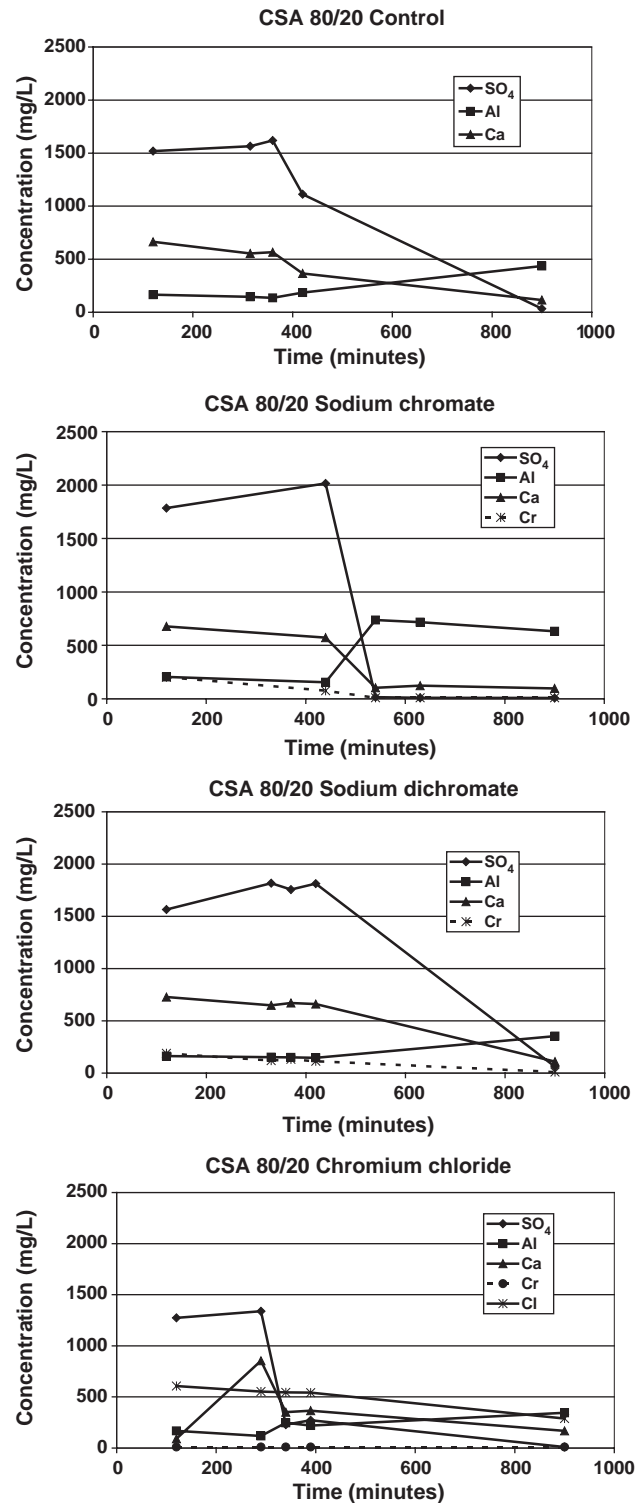 CSA 80/20 Control
Concentration (mg/L)
2500
2000
1500
1000
500
0
SO4
Al
Ca
0 200 400 600 800 1000
Time (minutes)
CSA 80/20 Sodium chromate
Concentration (mg/L)
2500
2000
1500
1000
500
0
SO4
Al
Ca
Cr
200 400 600 800 1000
Time (minutes)
CSA 80/20 Sodium dichromate
Concentration (mg/L)
2500
2000
1500
1000
500
0
SO4
Al
Ca
Cr
0 200 400 600 800 1000
Time (minutes)
CSA 80/20 Chromium chloride
Concentration (mg/L)
2500
2000
1500
1000
500
0
SO4
Al
Ca
Cr
Cl
0 200 400 600 800 1000
Time (minutes)